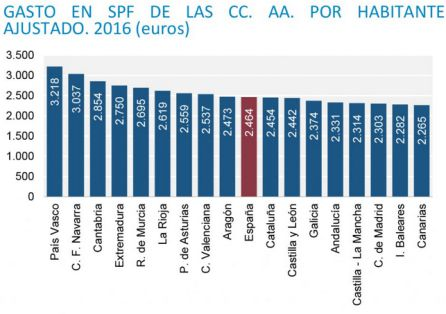 GASTO EN SPF DE LAS CC. AA. POR HABITANTE
AJUSTADO. 2016 (euros)
3.500
3.000
2.500
2.000
1.500
1.000
500
0
3.218
3.037
2.854
2.750
2.695
2.619
2.559
2.537
2.473
2.464
2.454
2.442
2.374
2.331
2.314
2.303
2.282
2.265
País Vasco
C. F. Navarra
Cantabria
Extremadura
R. de Murcia
La Rioja
P. de Asturias
C. Valenciana
Aragón
España
Cataluña
Castilla y León
Galicia
Andalucía
Castilla - La Mancha
C. de Madrid
I. Baleares
Canarias